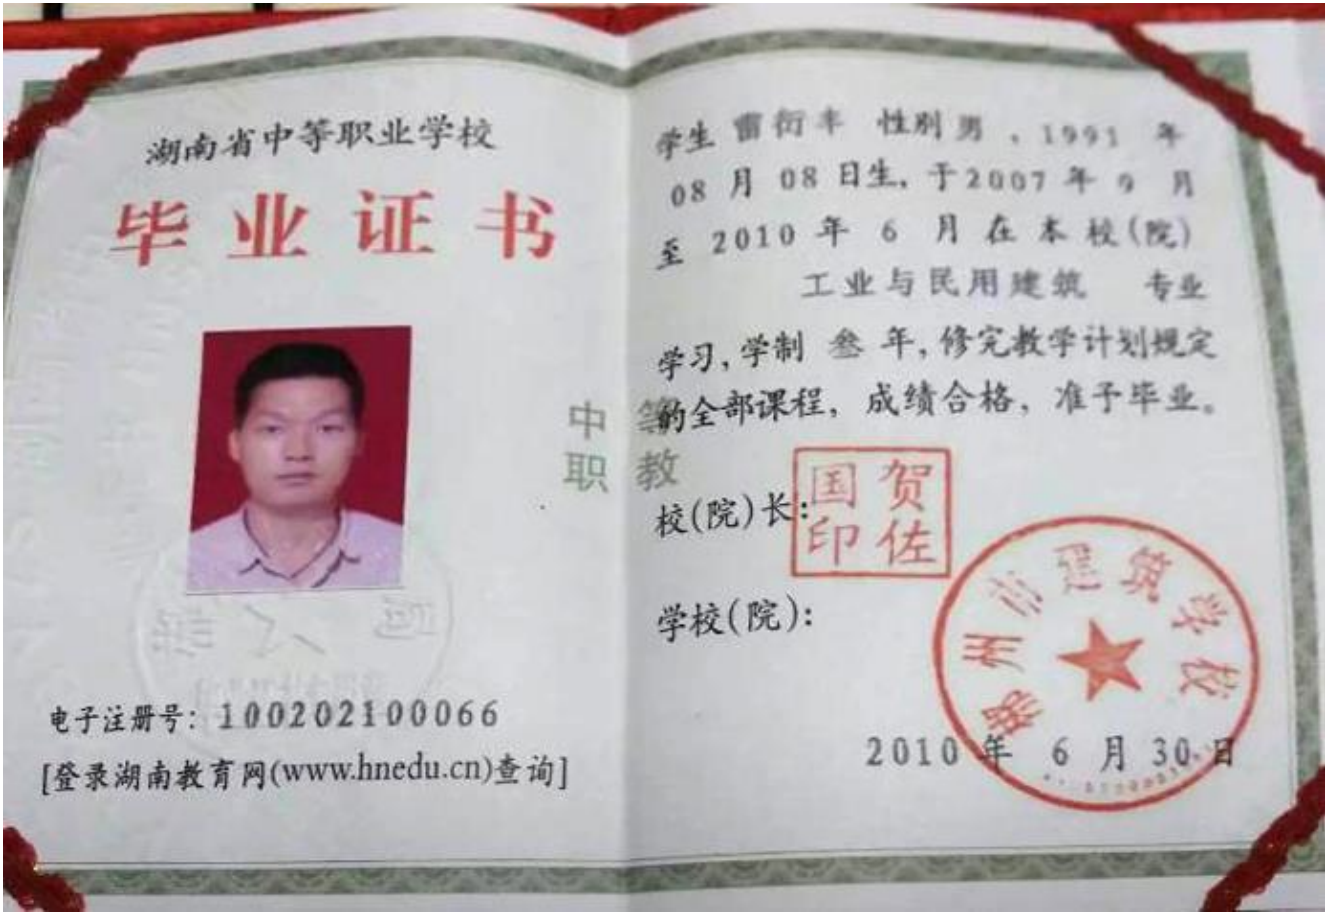 湖南省中等职业学校
毕业证书
电子注册号：100202100066
[登录湖南教育网(www.hnedu.cn)查询]
中等
职教
学生 雷衍丰 性别 男 ，1991 年
08 月 08 日生，于2007 年 9 月
至 2010 年 6 月 在 本 校(院)
工业与民用建筑 专业
学习，学制 叁 年，修完教学计划规定
的全部课程，成绩合格，准予毕业。
校(院)长：
贺佐
国印
学校(院)：
州市建筑学校
2010 年 6 月 30 日